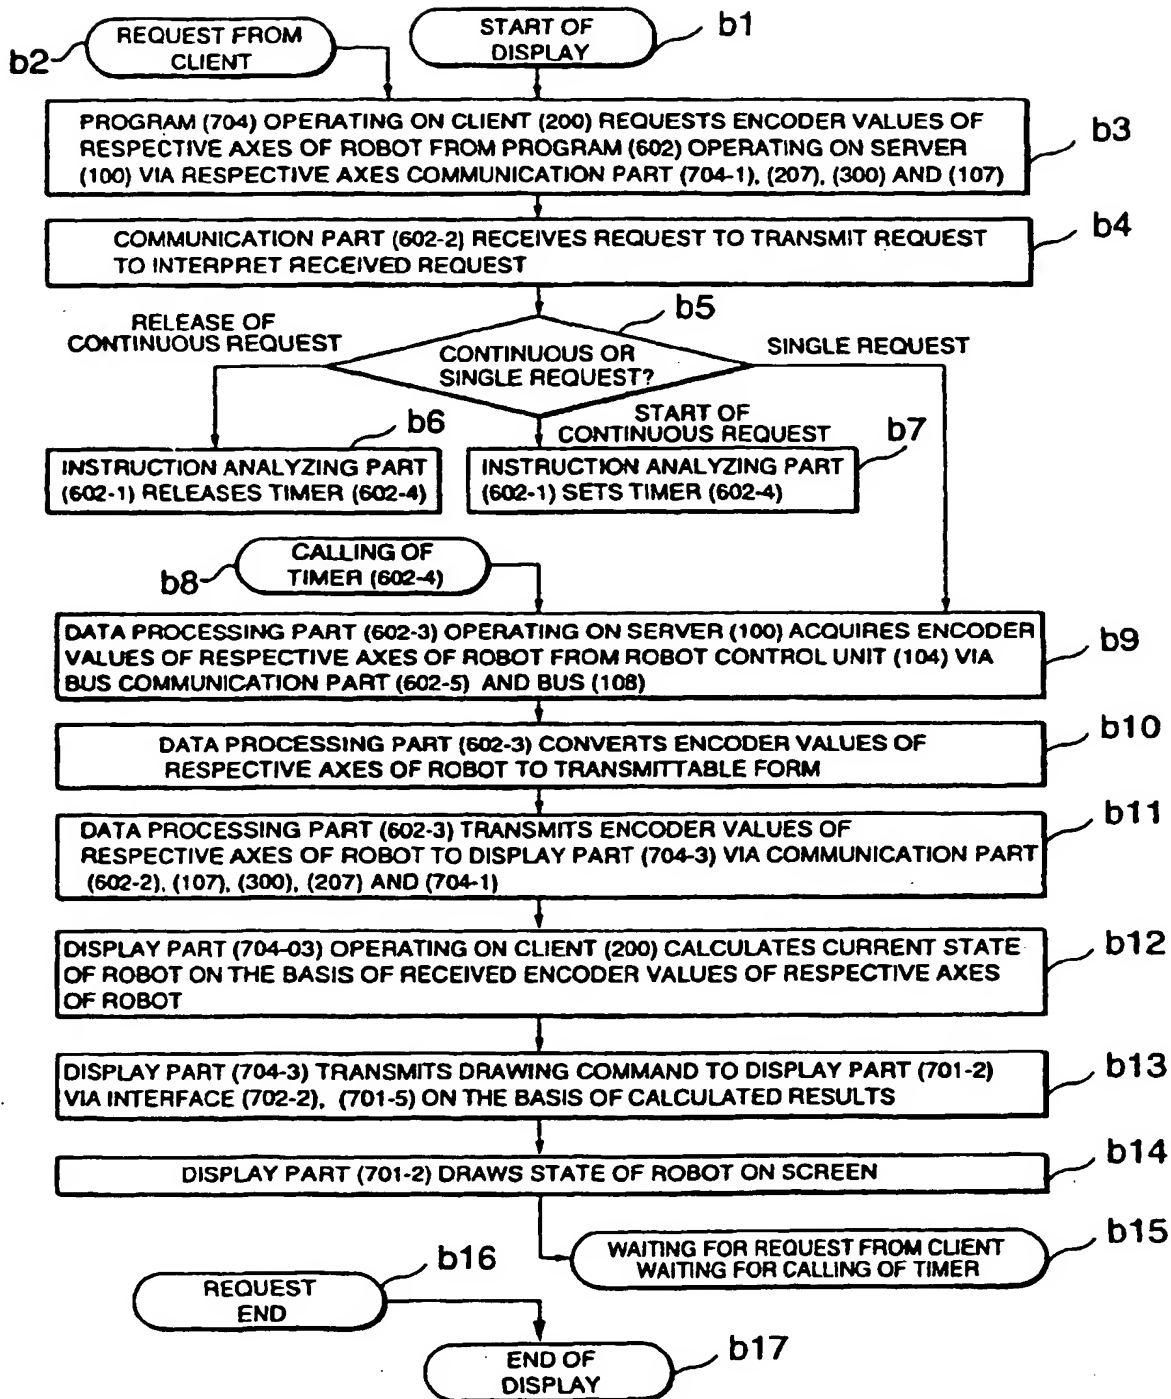 b2
REQUEST FROM
CLIENT
START OF
DISPLAY
b1
PROGRAM (704) OPERATING ON CLIENT (200) REQUESTS ENCODER VALUES OF
RESPECTIVE AXES OF ROBOT FROM PROGRAM (602) OPERATING ON SERVER
(100) VIA RESPECTIVE AXES COMMUNICATION PART (704-1), (207), (300) AND (107)
b3
COMMUNICATION PART (602-2) RECEIVES REQUEST TO TRANSMIT REQUEST
TO INTERPRET RECEIVED REQUEST
b4
RELEASE OF
CONTINUOUS REQUEST
b5
CONTINUOUS OR
SINGLE REQUEST?
SINGLE REQUEST
b6
START OF
CONTINUOUS REQUEST
b7
INSTRUCTION ANALYZING PART
(602-1) RELEASES TIMER (602-4)
INSTRUCTION ANALYZING PART
(602-1) SETS TIMER (602-4)
b8
CALLING OF
TIMER (602-4)
DATA PROCESSING PART (602-3) OPERATING ON SERVER (100) ACQUIRES ENCODER
VALUES OF RESPECTIVE AXES OF ROBOT FROM ROBOT CONTROL UNIT (104) VIA
BUS COMMUNICATION PART (602-5) AND BUS (108)
b9
DATA PROCESSING PART (602-3) CONVERTS ENCODER VALUES OF
RESPECTIVE AXES OF ROBOT TO TRANSMITTABLE FORM
b10
DATA PROCESSING PART (602-3) TRANSMITS ENCODER VALUES OF
RESPECTIVE AXES OF ROBOT TO DISPLAY PART (704-3) VIA COMMUNICATION PART
(602-2), (107), (300), (207) AND (704-1)
b11
DISPLAY PART (704-03) OPERATING ON CLIENT (200) CALCULATES CURRENT STATE
OF ROBOT ON THE BASIS OF RECEIVED ENCODER VALUES OF RESPECTIVE AXES
OF ROBOT
b12
DISPLAY PART (704-3) TRANSMITS DRAWING COMMAND TO DISPLAY PART (701-2)
VIA INTERFACE (702-2), (701-5) ON THE BASIS OF CALCULATED RESULTS
b13
DISPLAY PART (701-2) DRAWS STATE OF ROBOT ON SCREEN
b14
WAITING FOR REQUEST FROM CLIENT
WAITING FOR CALLING OF TIMER
b15
REQUEST
END
b16
END OF
DISPLAY
b17